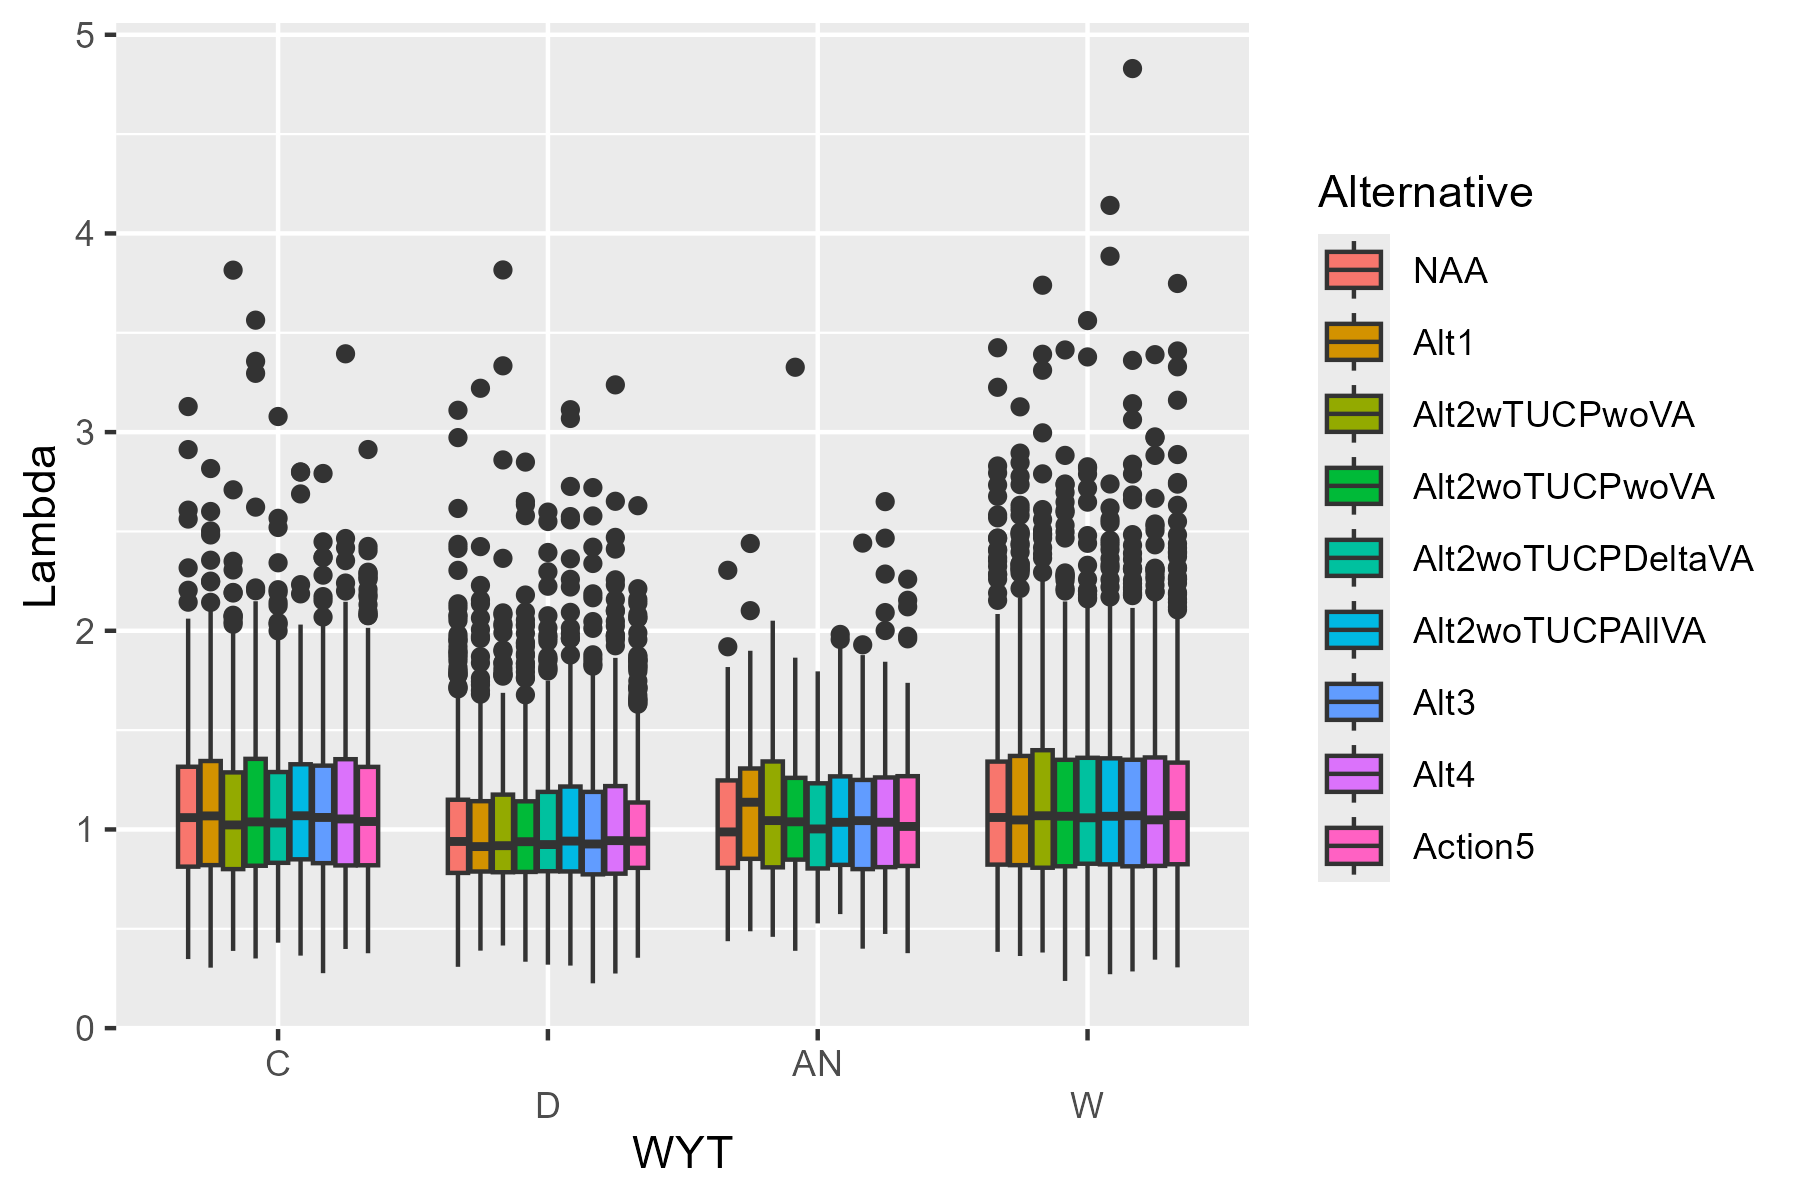 5
4
3
2
1
0
Lambda
C
D
AN
W
WYT
Alternative
NAA
Alt1
Alt2wTUCPwoVA
Alt2woTUCPwoVA
Alt2woTUCPDeltaVA
Alt2woTUCPAllVA
Alt3
Alt4
Action5